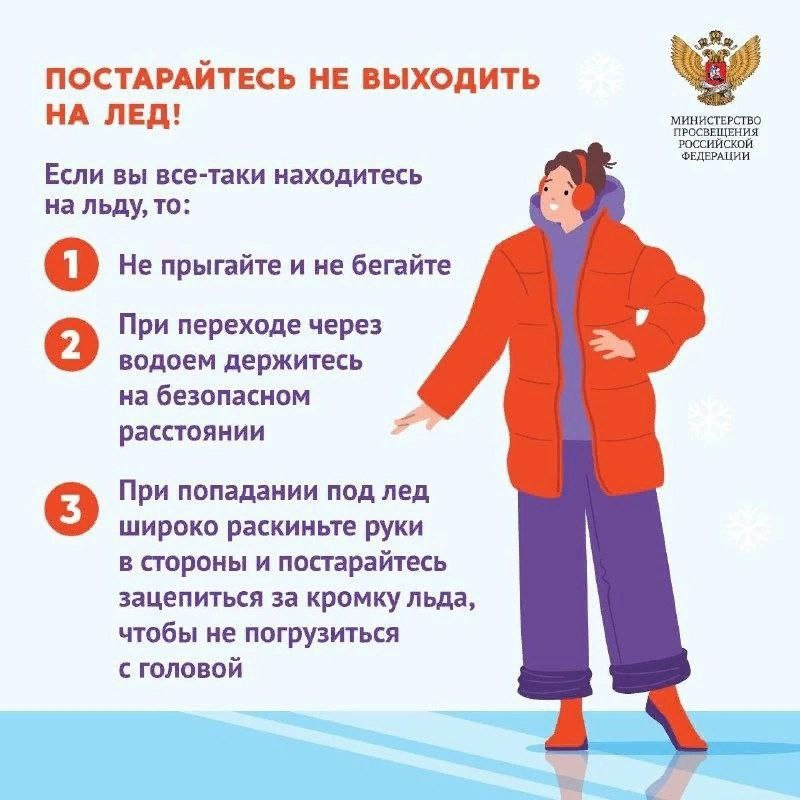 ПОСТАРАЙТЕСЬ НЕ ВЫХОДИТЬ
НА ЛЕД!
МИНИСТЕРСТВО
ПРОСВЕЩЕНИЯ
РОССИЙСКОЙ
ФЕДЕРАЦИИ
Если вы все-таки находитесь
на льду, то:
1 Не прыгайте и не бегайте
2 При переходе через
водоем держитесь
на безопасном
расстоянии
3 При попадании под лед
широко раскиньте руки
в стороны и постарайтесь
зацепиться за кромку льда,
чтобы не погрузиться
с головой